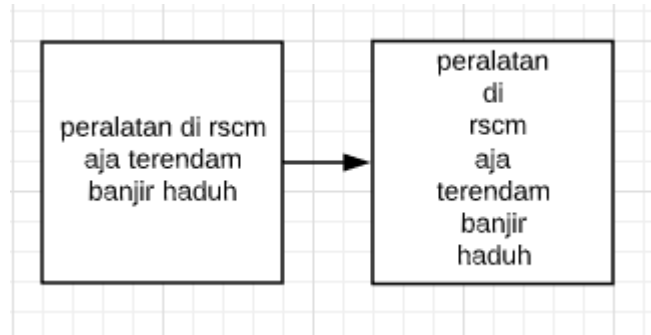 peralatan di rscm
aja terendam
banjir haduh
peralatan
di
rscm
aja
terendam
banjir
haduh